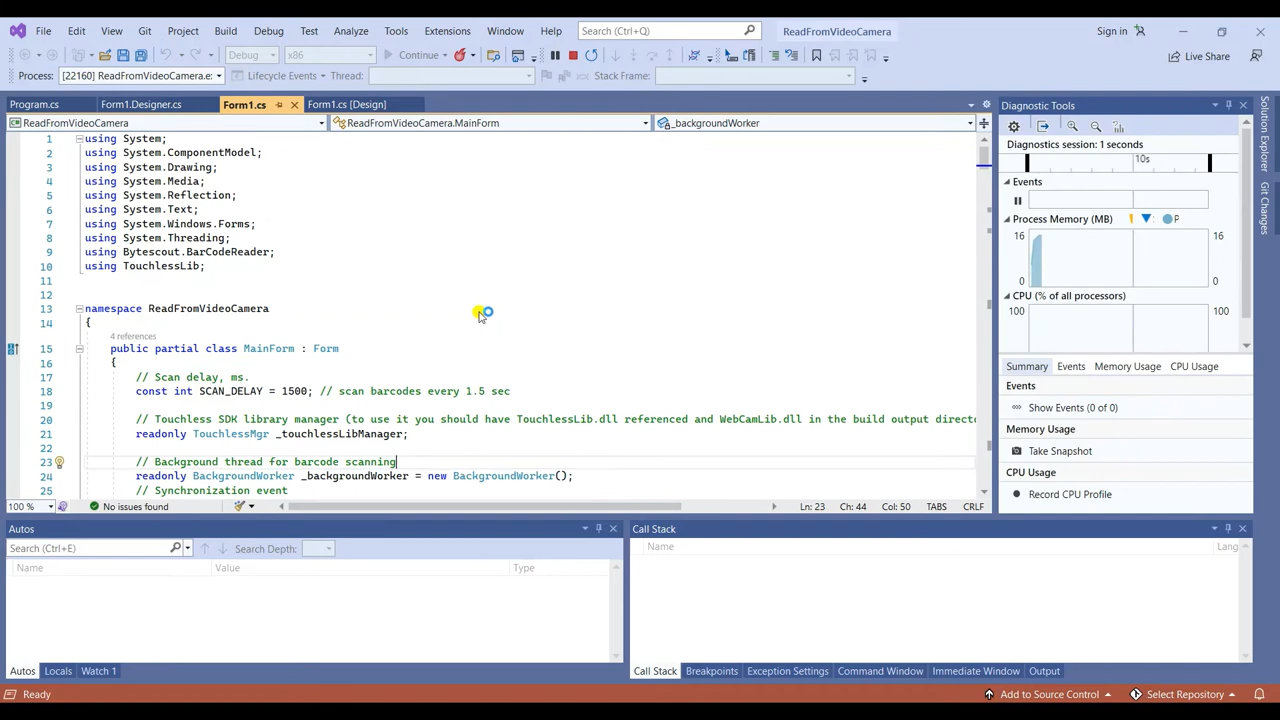 File Edit View Git Project Build Debug Test Analyze Tools Extensions Window Help Search (Ctrl+Q) ReadFromVideoCamera Sign in
Debug x86 Continue Live Share
Process: [22160] ReadFromVideoCamera.e: Lifecycle Events Thread: Stack Frame:
Program.cs Form1.Designer.cs Form1.cs Form1.cs [Design]
ReadFromVideoCamera ReadFromVideoCamera.MainForm _backgroundWorker
1 using System;
2 using System.ComponentModel;
3 using System.Drawing;
4 using System.Media;
5 using System.Reflection;
6 using System.Text;
7 using System.Windows.Forms;
8 using System.Threading;
9 using Bytescout.BarCodeReader;
10 using TouchlessLib;
11
12
13 namespace ReadFromVideoCamera
14 {
4 references
15 public partial class MainForm : Form
16 {
17 // Scan delay, ms.
18 const int SCAN_DELAY = 1500; // scan barcodes every 1.5 sec
19
20 // Touchless SDK library manager (to use it you should have TouchlessLib.dll referenced and WebCamLib.dll in the build output directo
21 readonly TouchlessMgr _touchlessLibManager;
22
23 // Background thread for barcode scanning
24 readonly BackgroundWorker _backgroundWorker = new BackgroundWorker();
25 // Synchronization event
100 % No issues found Ln: 23 Ch: 44 Col: 50 TABS CRLF
Diagnostic Tools
Diagnostics session: 1 seconds
10s
Events
Process Memory (MB) P
16 16
0 0
CPU (% of all processors)
100 100
Summary Events Memory Usage CPU Usage
Events
Show Events (0 of 0)
Memory Usage
Take Snapshot
CPU Usage
Record CPU Profile
Solution Explorer
Git Changes
Autos
Search (Ctrl+E) Search Depth:
Name Value Type
Autos Locals Watch 1
Call Stack
Name Lang
Call Stack Breakpoints Exception Settings Command Window Immediate Window Output
Ready Add to Source Control Select Repository